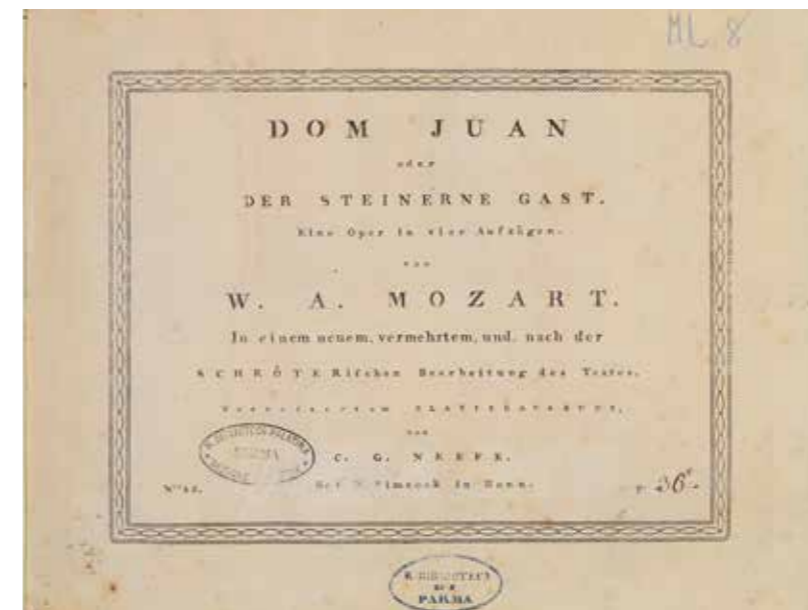 ML. 8
DOM JUAN
oder
DER STEINERNE GAST.
Eine Oper in vier Aufzügen.
von
W. A. MOZART.
In einem neuem, vermehrtem, und, nach der
SCHRÖTERischen Bearbeitung des Textes,
von
C. G. NEEFE.
Bey N. Simrock in Bonn.
36
PARMA